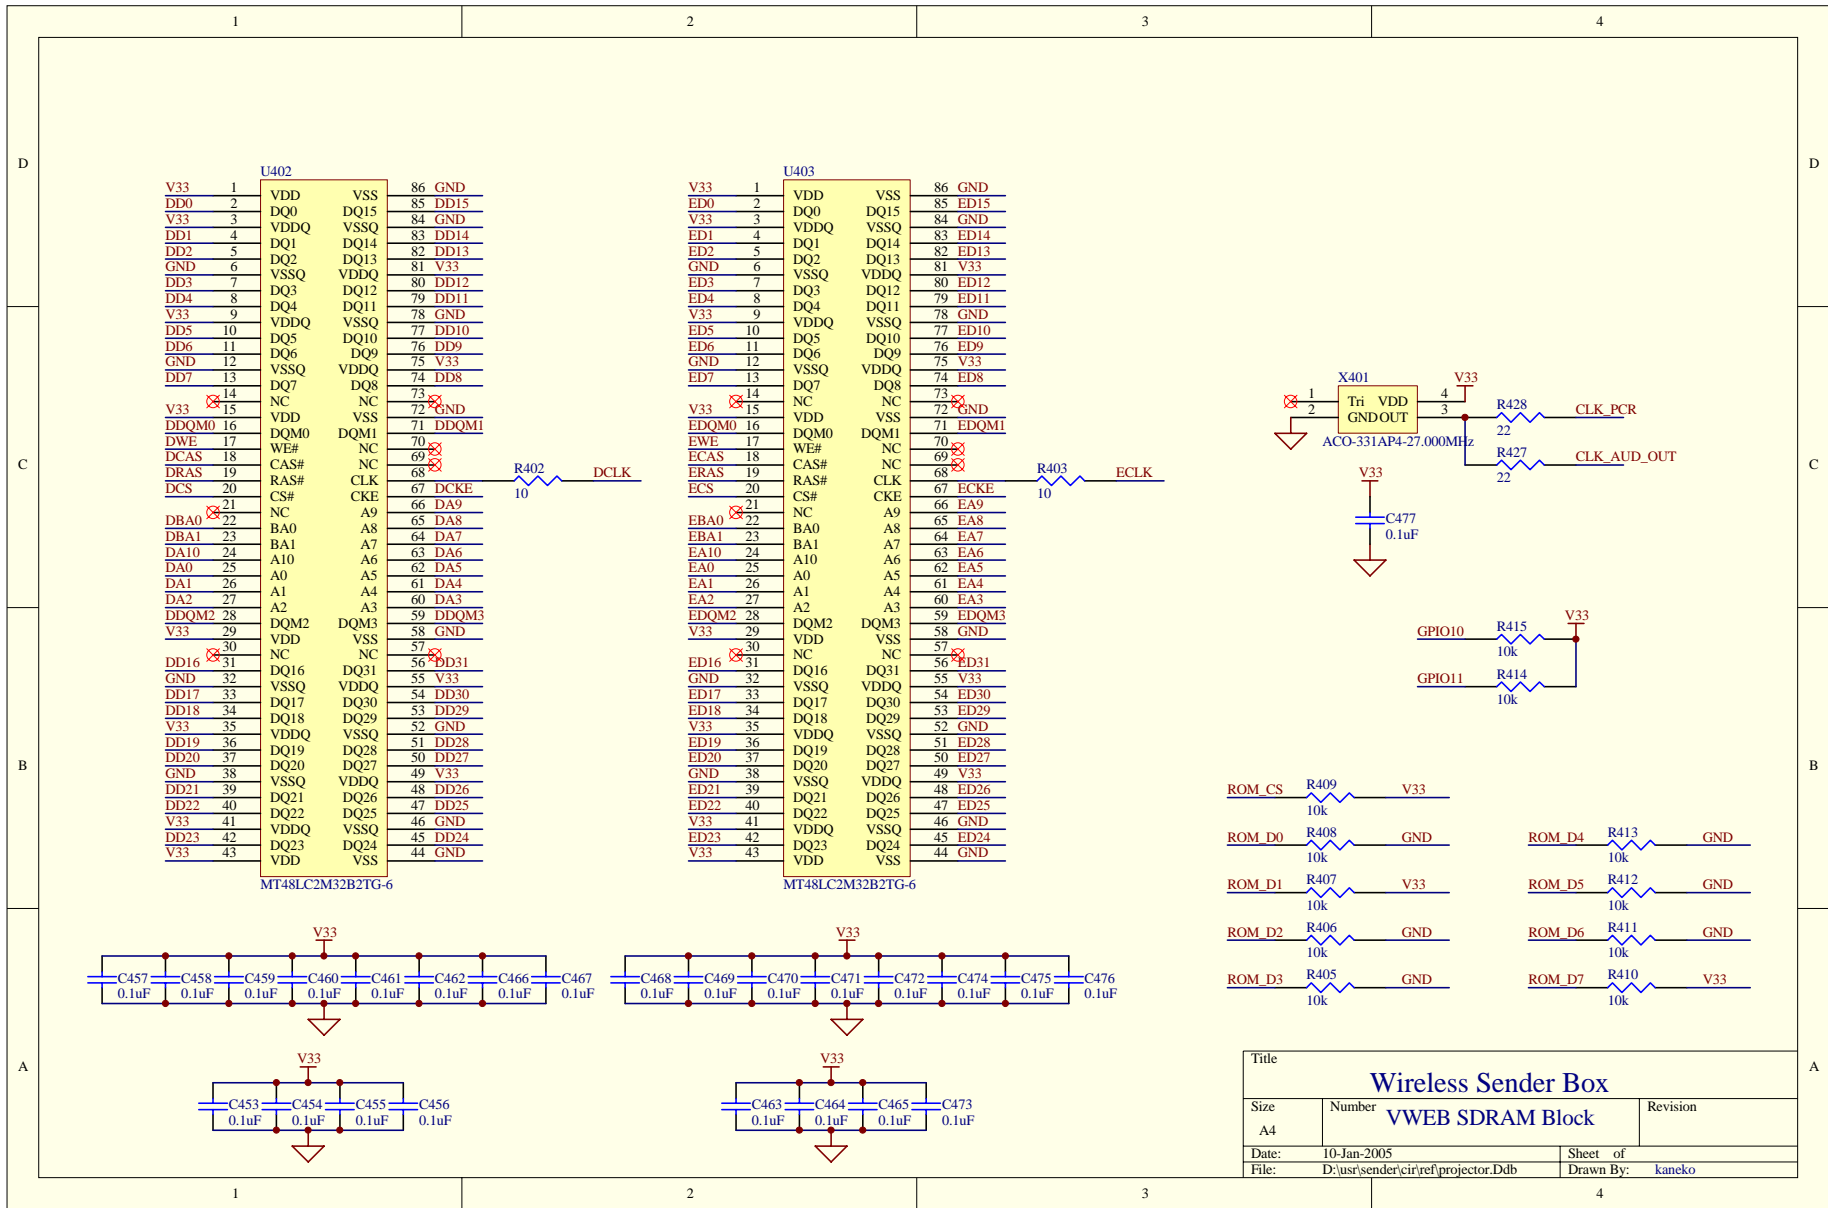 1 2 3 4
D D
C C
B B
A A
U402
V33 1 VDD VSS 86 GND
DD0 2 DQ0 DQ15 85 DD15
V33 3 VDDQ VSSQ 84 GND
DD1 4 DQ1 DQ14 83 DD14
DD2 5 DQ2 DQ13 82 DD13
GND 6 VSSQ VDDQ 81 V33
DD3 7 DQ3 DQ12 80 DD12
DD4 8 DQ4 DQ11 79 DD11
V33 9 VDDQ VSSQ 78 GND
DD5 10 DQ5 DQ10 77 DD10
DD6 11 DQ6 DQ9 76 DD9
GND 12 VSSQ VDDQ 75 V33
DD7 13 DQ7 DQ8 74 DD8
14 NC NC 73
V33 15 VDD VSS 72 GND
DDQM0 16 DQM0 DQM1 71 DDQM1
DWE 17 WE# NC 70
DCAS 18 CAS# NC 69
DRAS 19 RAS# CLK 68
DCS 20 CS# CKE 67 DCKE
21 NC A9 66 DA9
DBA0 22 BA0 A8 65 DA8
DBA1 23 BA1 A7 64 DA7
DA10 24 A10 A6 63 DA6
DA0 25 A0 A5 62 DA5
DA1 26 A1 A4 61 DA4
DA2 27 A2 A3 60 DA3
DDQM2 28 DQM2 DQM3 59 DDQM3
V33 29 VDD VSS 58 GND
30 NC NC 57
DD16 31 DQ16 DQ31 56 DD31
GND 32 VSSQ VDDQ 55 V33
DD17 33 DQ17 DQ30 54 DD30
DD18 34 DQ18 DQ29 53 DD29
V33 35 VDDQ VSSQ 52 GND
DD19 36 DQ19 DQ28 51 DD28
DD20 37 DQ20 DQ27 50 DD27
GND 38 VSSQ VDDQ 49 V33
DD21 39 DQ21 DQ26 48 DD26
DD22 40 DQ22 DQ25 47 DD25
V33 41 VDDQ VSSQ 46 GND
DD23 42 DQ23 DQ24 45 DD24
V33 43 VDD VSS 44 GND
MT48LC2M32B2TG-6
R402 DCLK
10
U403
V33 1 VDD VSS 86 GND
ED0 2 DQ0 DQ15 85 ED15
V33 3 VDDQ VSSQ 84 GND
ED1 4 DQ1 DQ14 83 ED14
ED2 5 DQ2 DQ13 82 ED13
GND 6 VSSQ VDDQ 81 V33
ED3 7 DQ3 DQ12 80 ED12
ED4 8 DQ4 DQ11 79 ED11
V33 9 VDDQ VSSQ 78 GND
ED5 10 DQ5 DQ10 77 ED10
ED6 11 DQ6 DQ9 76 ED9
GND 12 VSSQ VDDQ 75 V33
ED7 13 DQ7 DQ8 74 ED8
14 NC NC 73
V33 15 VDD VSS 72 GND
EDQM0 16 DQM0 DQM1 71 EDQM1
EWE 17 WE# NC 70
ECAS 18 CAS# NC 69
ERAS 19 RAS# CLK 68
ECS 20 CS# CKE 67 ECKE
21 NC A9 66 EA9
EBA0 22 BA0 A8 65 EA8
EBA1 23 BA1 A7 64 EA7
EA10 24 A10 A6 63 EA6
EA0 25 A0 A5 62 EA5
EA1 26 A1 A4 61 EA4
EA2 27 A2 A3 60 EA3
EDQM2 28 DQM2 DQM3 59 EDQM3
V33 29 VDD VSS 58 GND
30 NC NC 57
ED16 31 DQ16 DQ31 56 ED31
GND 32 VSSQ VDDQ 55 V33
ED17 33 DQ17 DQ30 54 ED30
ED18 34 DQ18 DQ29 53 ED29
V33 35 VDDQ VSSQ 52 GND
ED19 36 DQ19 DQ28 51 ED28
ED20 37 DQ20 DQ27 50 ED27
GND 38 VSSQ VDDQ 49 V33
ED21 39 DQ21 DQ26 48 ED26
ED22 40 DQ22 DQ25 47 ED25
V33 41 VDDQ VSSQ 46 GND
ED23 42 DQ23 DQ24 45 ED24
V33 43 VDD VSS 44 GND
MT48LC2M32B2TG-6
R403 ECLK
10
X401 V33
1 Tri VDD 4
2 GND OUT 3
ACO-331AP4-27.000MHz
R428 CLK_PCR
22
R427 CLK_AUD_OUT
22
V33
C477
0.1uF
V33
GPIO10 R415
10k
GPIO11 R414
10k
ROM_CS R409 V33
10k
ROM_D0 R408 GND ROM_D4 R413 GND
10k 10k
ROM_D1 R407 V33 ROM_D5 R412 GND
10k 10k
ROM_D2 R406 GND ROM_D6 R411 GND
10k 10k
ROM_D3 R405 GND ROM_D7 R410 V33
10k 10k
V33 V33
C457 C458 C459 C460 C461 C462 C466 C467 C468 C469 C470 C471 C472 C474 C475 C476
0.1uF 0.1uF 0.1uF 0.1uF 0.1uF 0.1uF 0.1uF 0.1uF 0.1uF 0.1uF 0.1uF 0.1uF 0.1uF 0.1uF 0.1uF 0.1uF
V33 V33
C453 C454 C455 C456 C463 C464 C465 C473
0.1uF 0.1uF 0.1uF 0.1uF 0.1uF 0.1uF 0.1uF 0.1uF
Title
Wireless Sender Box
Size Number Revision
A4 VWEB SDRAM Block
Date: 10-Jan-2005 Sheet of
File: D:\usr\sender\cir\ref\projector.Ddb Drawn By: kaneko
1 2 3 4